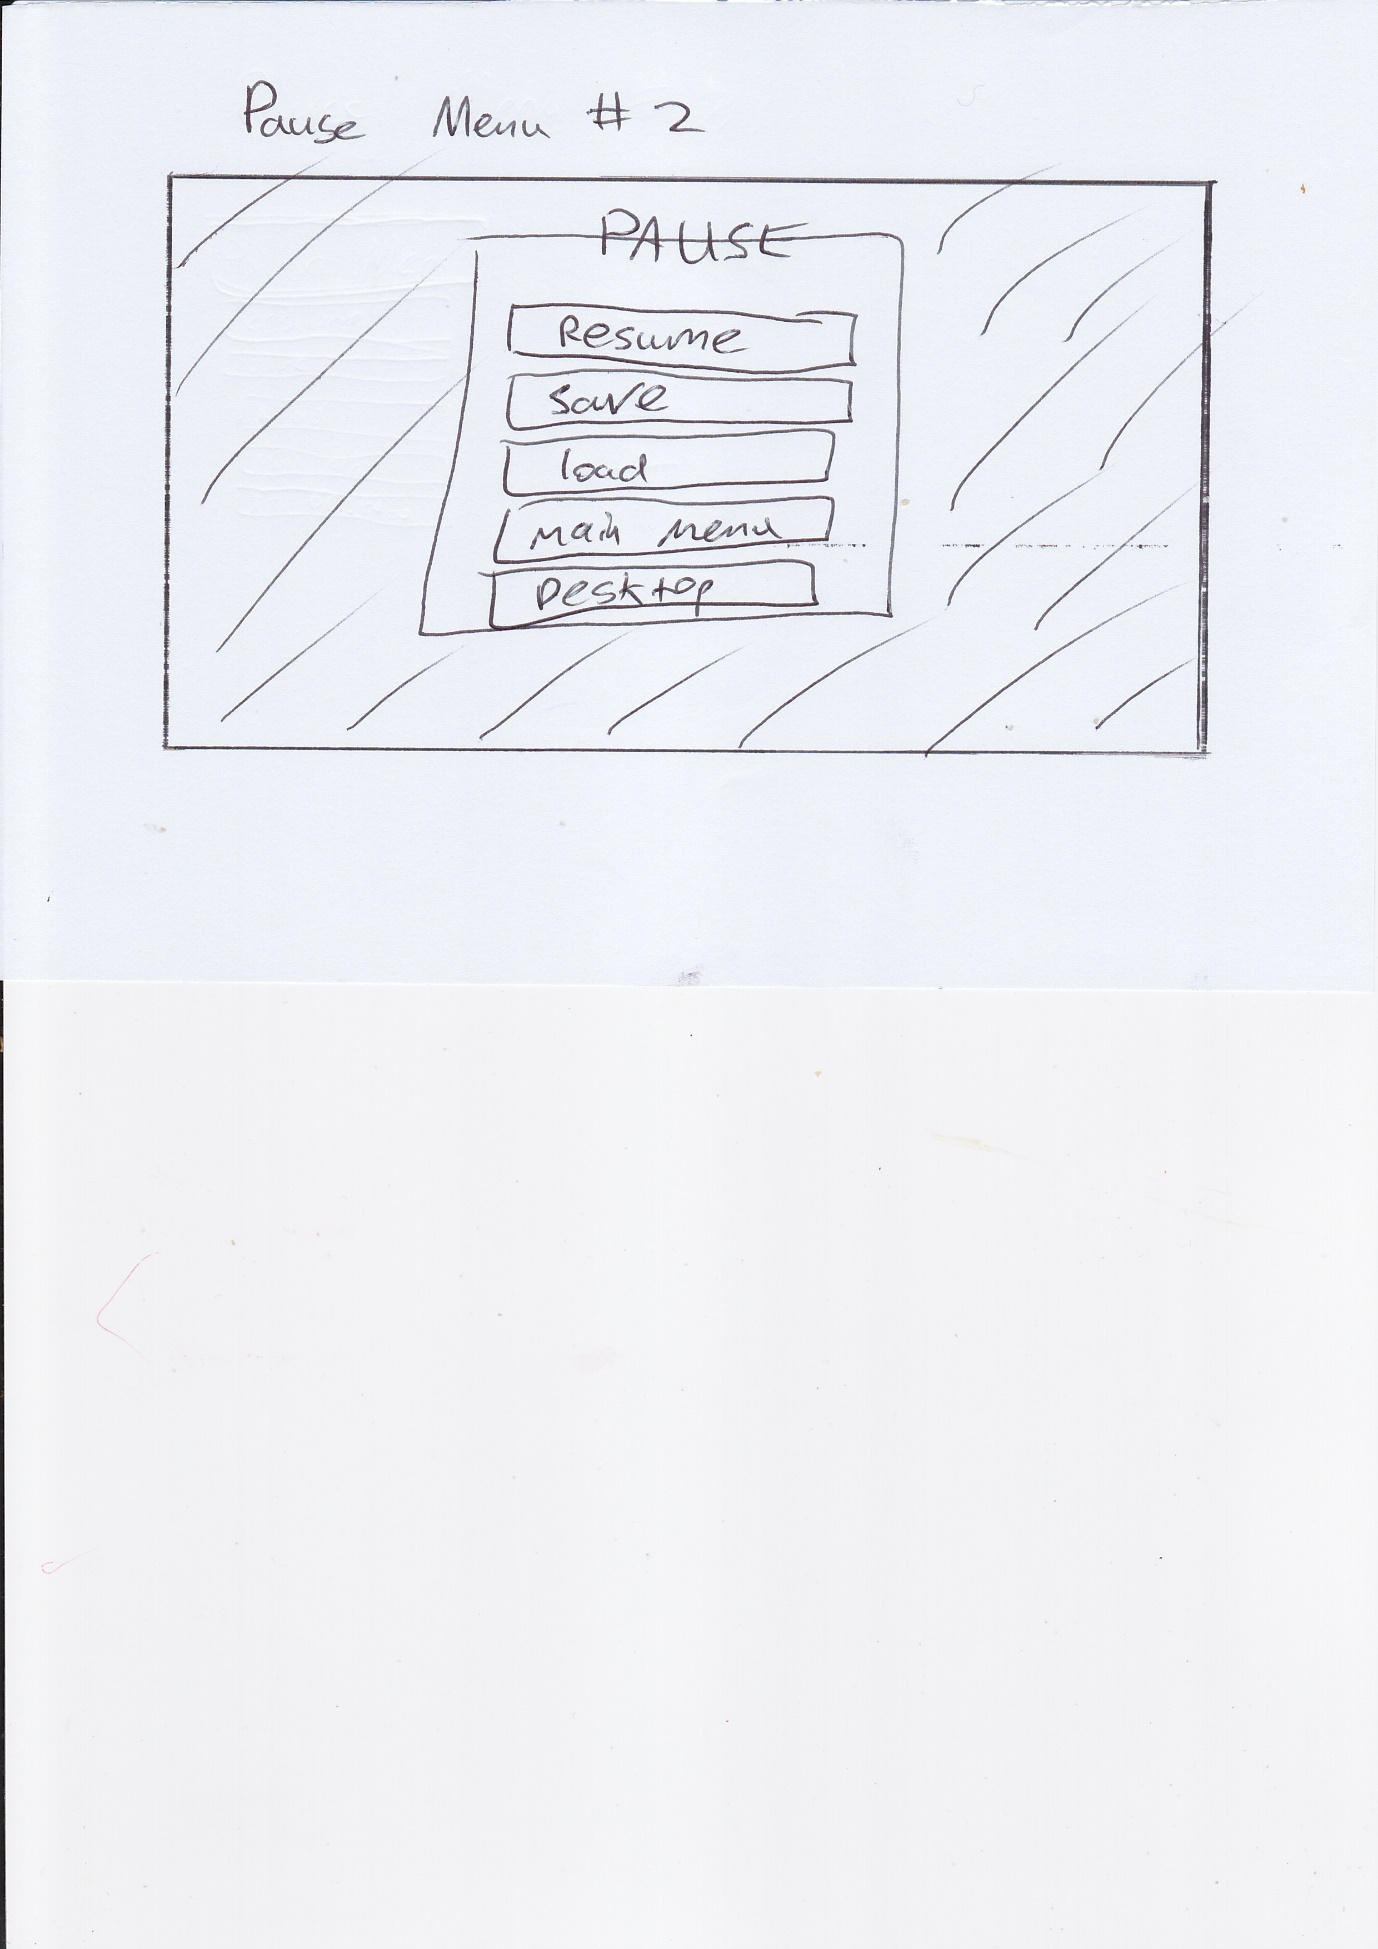 Pause Menu # 2
PAUSE
Resume
Save
load
Main Menu
Desktop